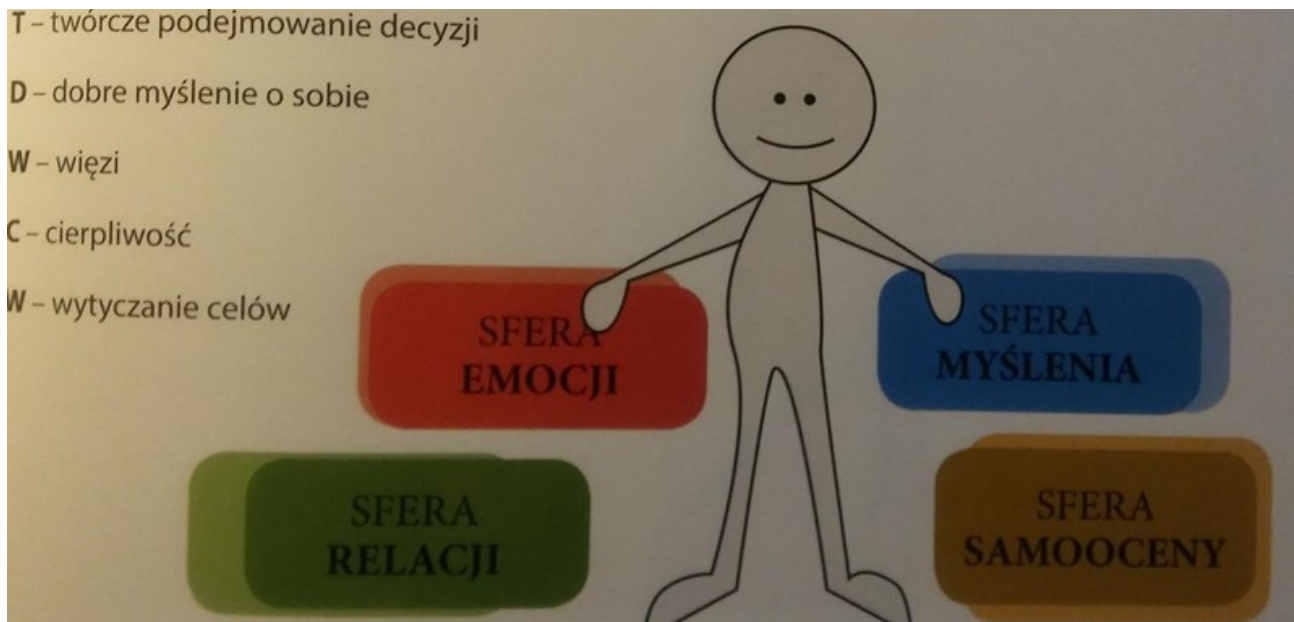 T – twórcze podejmowanie decyzji
D – dobre myślenie o sobie
W – więzi
C – cierpliwość
W – wytyczanie celów
SFERA
EMOCJI
SFERA
MYŚLENIA
SFERA
RELACJI
SFERA
SAMOOCENY